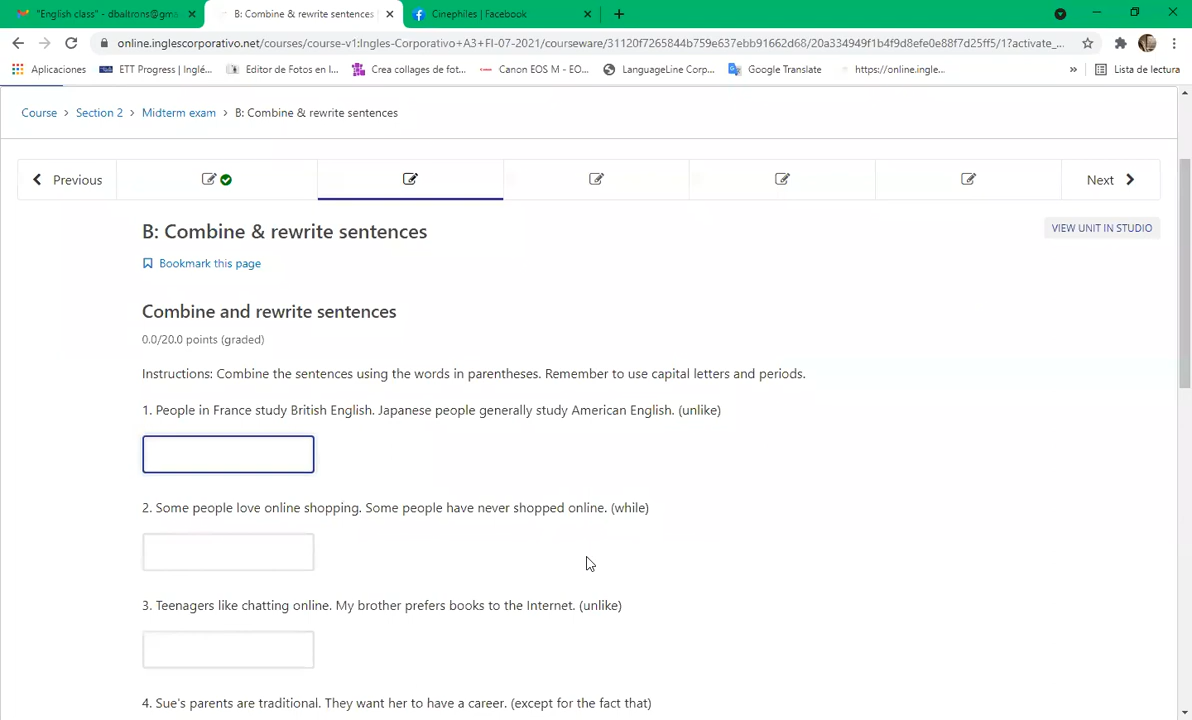 "English class" - dbaltrons@gma
B: Combine & rewrite sentences |
Cinephiles | Facebook
online.inglescorporativo.net/courses/course-v1:Ingles-Corporativo+A3+FI-07-2021/courseware/31120f7265844b759e637ebb91662d68/20a334949f1b4f9d8efe0e88f7d25ff5/1?activate_...
Aplicaciones ETT Progress | Inglé... Editor de Fotos en l... Crea collages de fot... Canon EOS M - EO... LanguageLine Corp... Google Translate https://online.ingle... » Lista de lectura
Course > Section 2 > Midterm exam > B: Combine & rewrite sentences
Previous Next
B: Combine & rewrite sentences
VIEW UNIT IN STUDIO
Bookmark this page
Combine and rewrite sentences
0.0/20.0 points (graded)
Instructions: Combine the sentences using the words in parentheses. Remember to use capital letters and periods.
1. People in France study British English. Japanese people generally study American English. (unlike)
2. Some people love online shopping. Some people have never shopped online. (while)
3. Teenagers like chatting online. My brother prefers books to the Internet. (unlike)
4. Sue's parents are traditional. They want her to have a career. (except for the fact that)